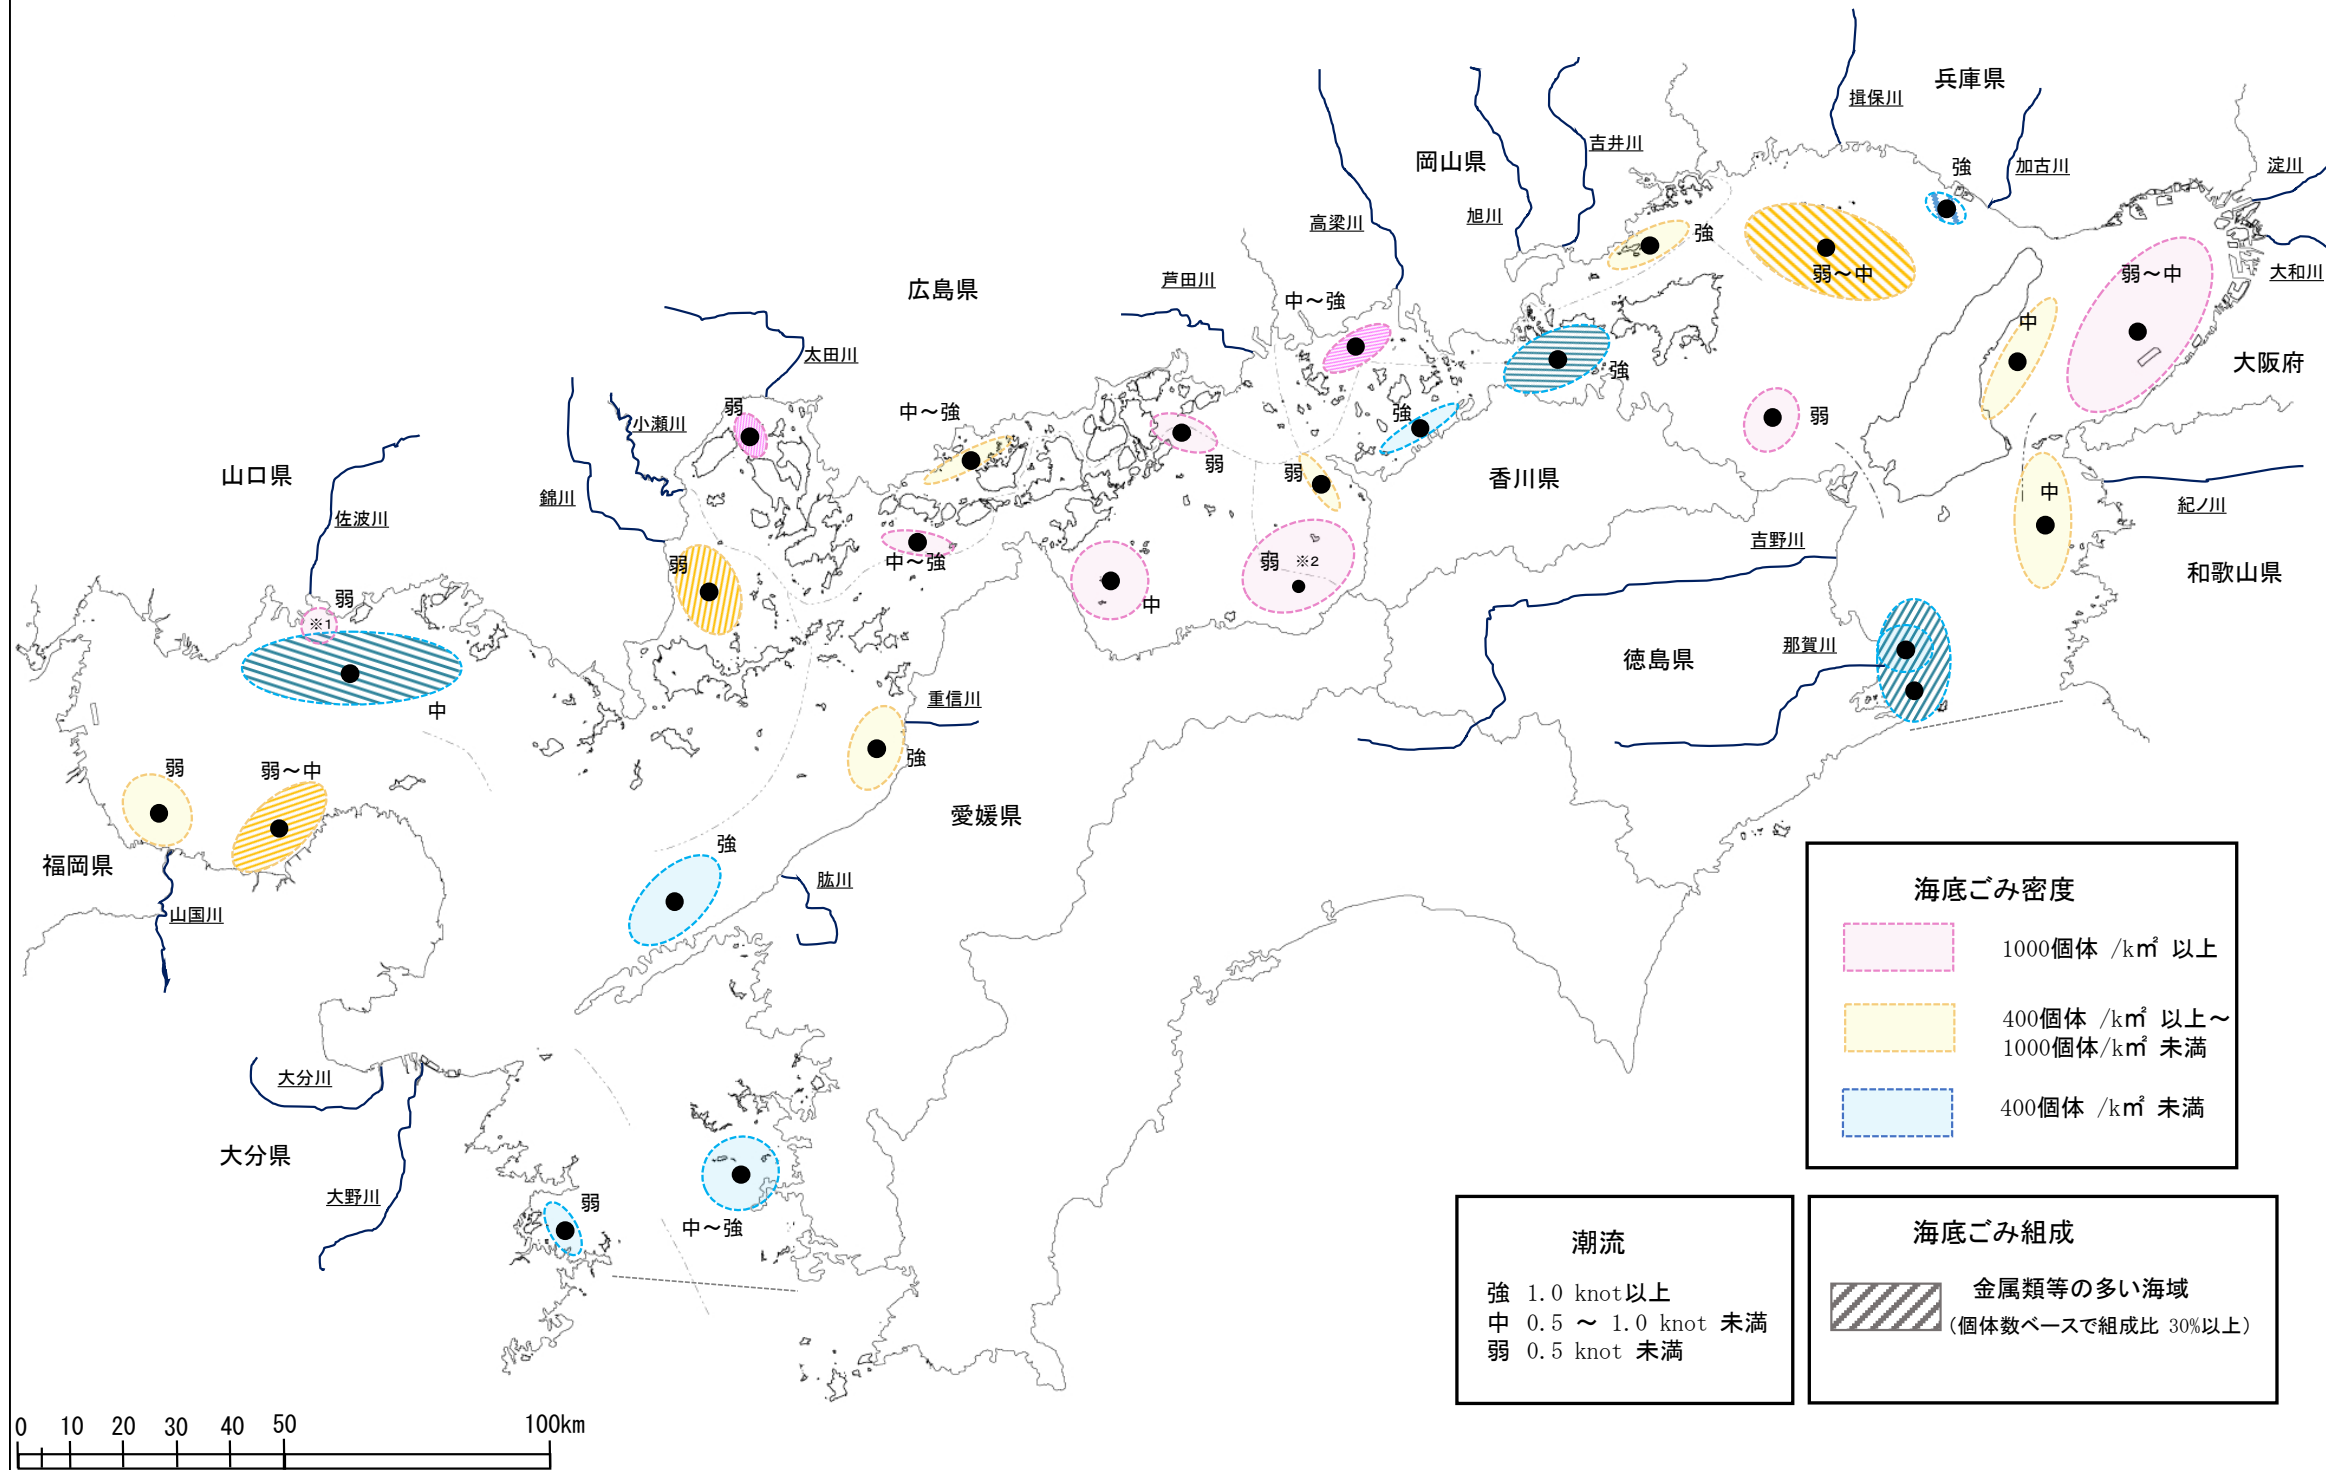 兵庫県
揖保川
吉井川
岡山県
強
加古川
淀川
高梁川
旭川
強
大和川
弱～中
弱～中
広島県
芦田川
中～強
中
太田川
大阪府
強
弱
中～強
強
弱
小瀬川
弱
弱
山口県
香川県
錦川
佐波川
中
紀ノ川
吉野川
和歌山県
弱
中～強
弱 ※2
中
弱
※1
那賀川
徳島県
重信川
中
強
弱
弱～中
愛媛県
強
福岡県
肱川
山国川
大分川
大分県
大野川
弱
中～強
海底ごみ密度
1000個体 /k㎡ 以上
400個体 /k㎡ 以上～
1000個体/k㎡ 未満
400個体 /k㎡ 未満
潮流
強 1.0 knot以上
中 0.5 ～ 1.0 knot 未満
弱 0.5 knot 未満
海底ごみ組成
金属類等の多い海域
（個体数ベースで組成比 30%以上）
0 10 20 30 40 50 100km